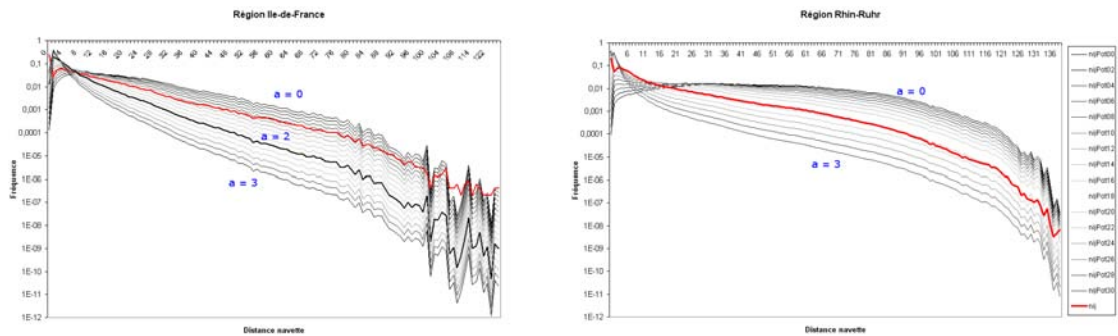 Région Ile-de-France
1
0,1
0,01
0,001
0,0001
1E-05
1E-06
1E-07
1E-08
1E-09
1E-10
1E-11
1E-12
Fréquence
a = 0
a = 2
a = 3
Distance navette
Région Rhin-Ruhr
1 6 11 16 21 26 31 36 41 46 51 56 61 66 71 76 81 86 91 96 101 106 111 116 121 126 131 136
1
0,1
0,01
0,001
0,0001
1E-05
1E-06
1E-07
1E-08
1E-09
1E-10
1E-11
1E-12
Fréquence
a = 0
a = 3
Distance navette
nijPot00
nijPot02
nijPot04
nijPot06
nijPot08
nijPot10
nijPot12
nijPot14
nijPot16
nijPot18
nijPot20
nijPot22
nijPot24
nijPot26
nijPot28
nijPot30
Nij